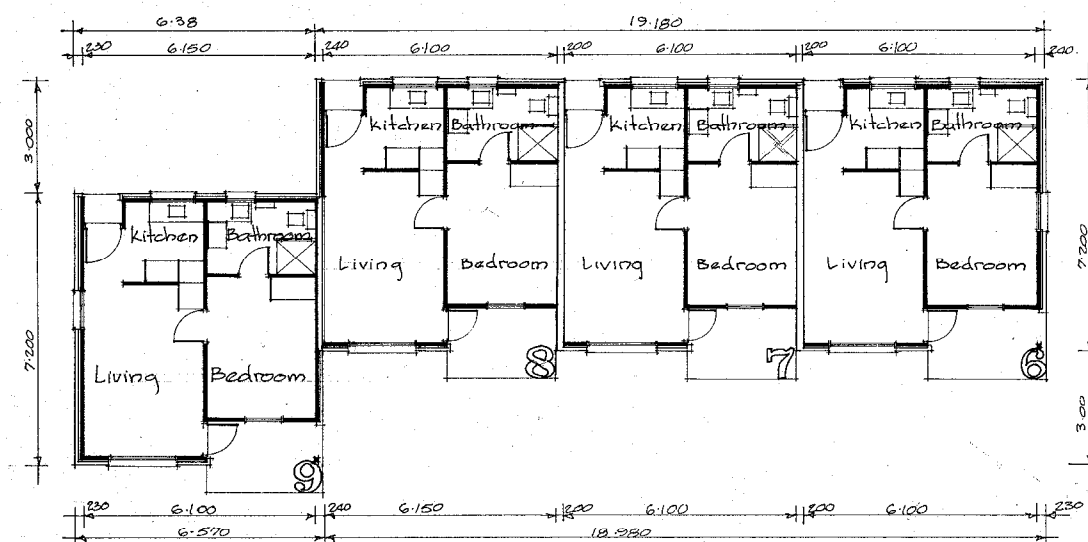 6·38 19·180
230 6·150 240 6·100 200 6·100 200 6·100 240
3·000
Kitchen Bathroom Kitchen Bathroom Kitchen Bathroom
Kitchen Bathroom
7·200
Living Bedroom Living Bedroom Living Bedroom
8 7 6
7·200
Living Bedroom
3·00
9
230 6·100 240 6·150 200 6·100 200 6·100 230
6·570 18·980